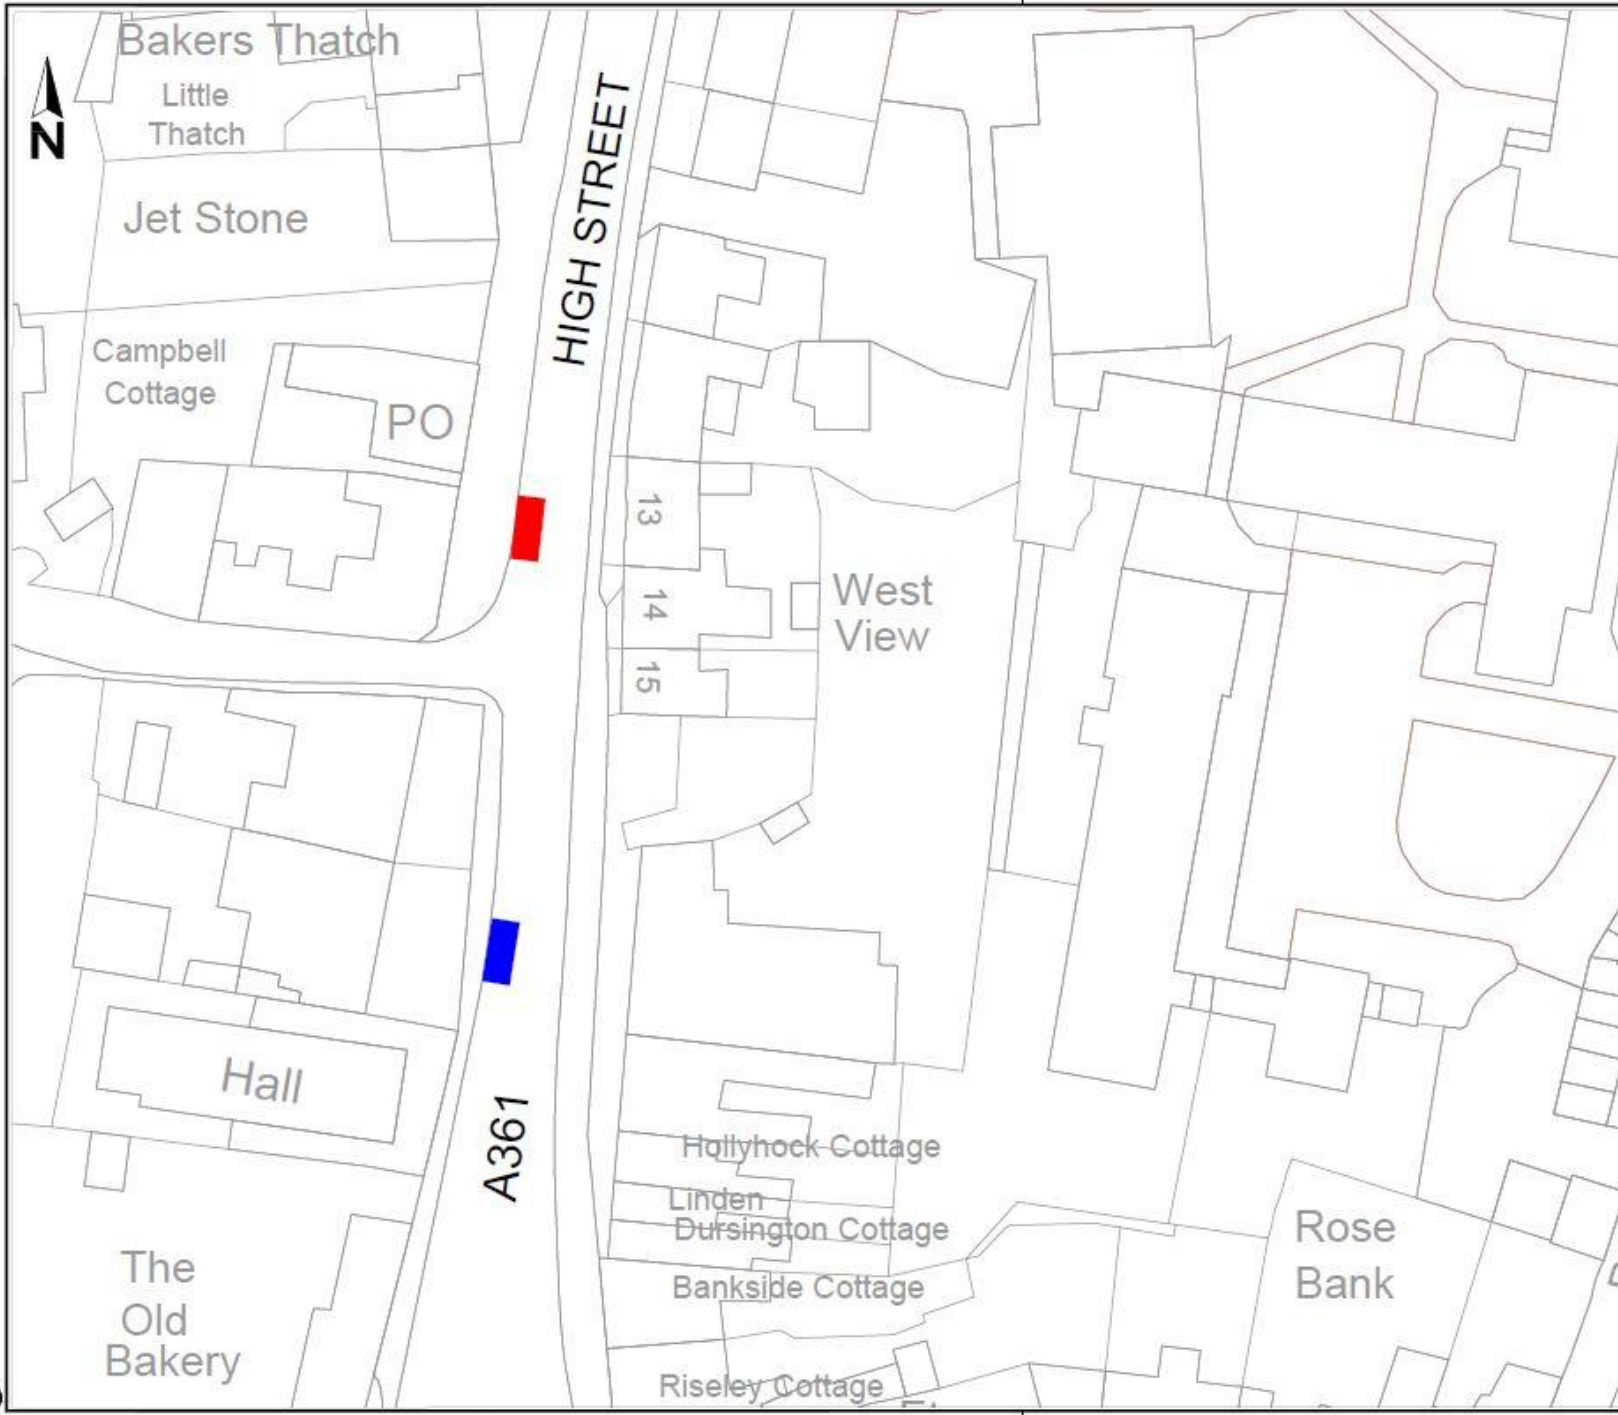 Bakers Thatch
Little
Thatch
N
HIGH STREET
Jet Stone
Campbell
Cottage
PO
13
14
15
West
View
Hall
A361
Hollyhock Cottage
Linden
Dursington Cottage
Bankside Cottage
Rose
Bank
The
Old
Bakery
Riseley Cottage